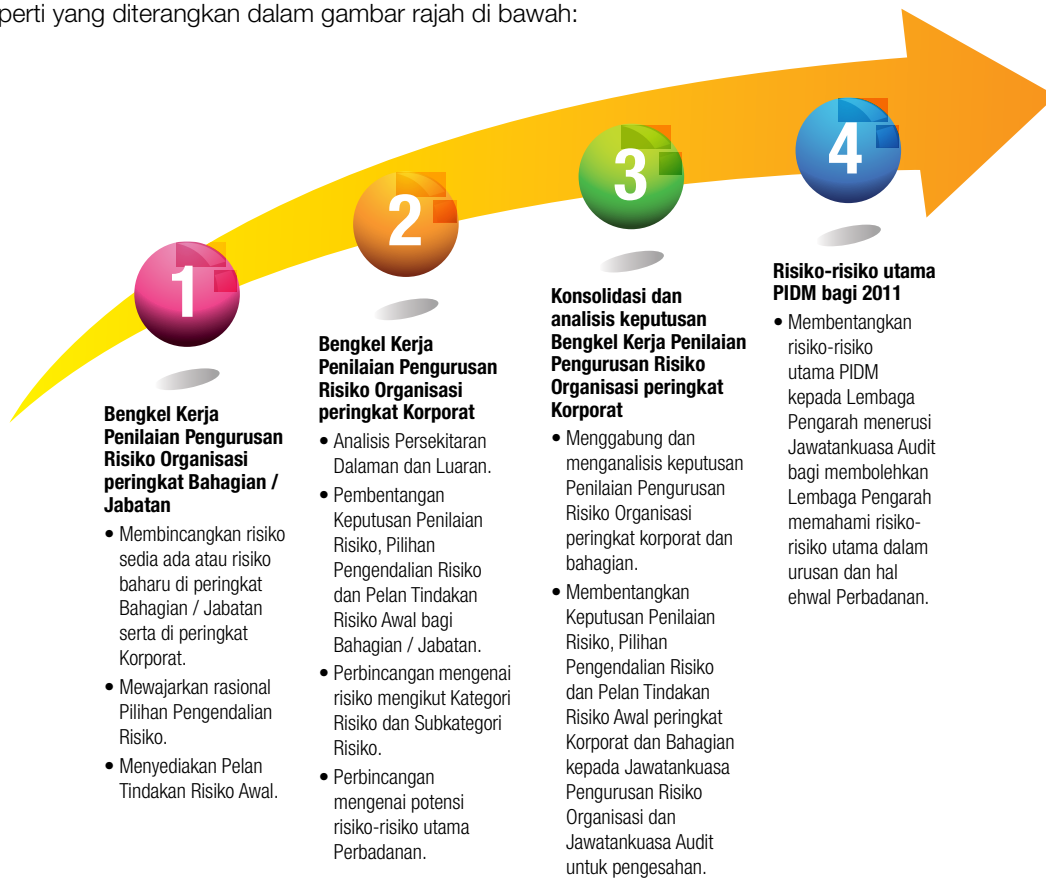 perti yang diterangkan dalam gambar rajah di bawah:
1
Bengkel Kerja
Penilaian Pengurusan
Risiko Organisasi
peringkat Bahagian /
Jabatan
• Membincangkan risiko
sedia ada atau risiko
baharu di peringkat
Bahagian / Jabatan
serta di peringkat
Korporat.
• Mewajarkan rasional
Pilihan Pengendalian
Risiko.
• Menyediakan Pelan
Tindakan Risiko Awal.
2
Bengkel Kerja
Penilaian Pengurusan
Risiko Organisasi
peringkat Korporat
• Analisis Persekitaran
Dalaman dan Luaran.
• Pembentangan
Keputusan Penilaian
Risiko, Pilihan
Pengendalian Risiko
dan Pelan Tindakan
Risiko Awal bagi
Bahagian / Jabatan.
• Perbincangan mengenai
risiko mengikut Kategori
Risiko dan Subkategori
Risiko.
• Perbincangan
mengenai potensi
risiko-risiko utama
Perbadanan.
3
Konsolidasi dan
analisis keputusan
Bengkel Kerja Penilaian
Pengurusan Risiko
Organisasi peringkat
Korporat
• Menggabung dan
menganalisis keputusan
Penilaian Pengurusan
Risiko Organisasi
peringkat korporat dan
bahagian.
• Membentangkan
Keputusan Penilaian
Risiko, Pilihan
Pengendalian Risiko
dan Pelan Tindakan
Risiko Awal peringkat
Korporat dan Bahagian
kepada Jawatankuasa
Pengurusan Risiko
Organisasi dan
Jawatankuasa Audit
untuk pengesahan.
4
Risiko-risiko utama
PIDM bagi 2011
• Membentangkan
risiko-risiko
utama PIDM
kepada Lembaga
Pengarah menerusi
Jawatankuasa Audit
bagi membolehkan
Lembaga Pengarah
memahami risiko-
risiko utama dalam
urusan dan hal
ehwal Perbadanan.